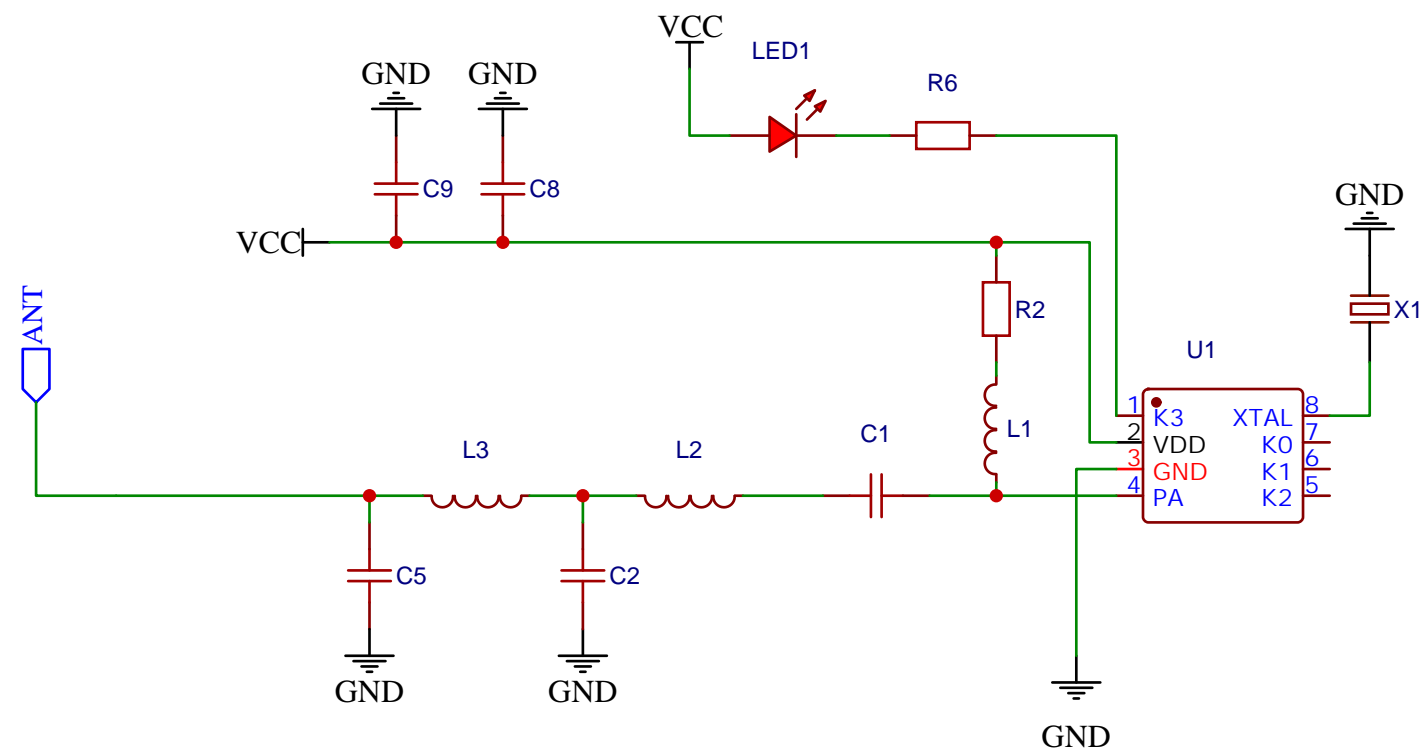 VCC
LED1
GND
GND
R6
C9
C8
GND
VCC
ANT
R2
X1
U1
1
K3
XTAL
8
2
VDD
K0
7
3
GND
K1
6
4
PA
K2
5
L1
C1
L3
L2
C5
C2
GND
GND
GND